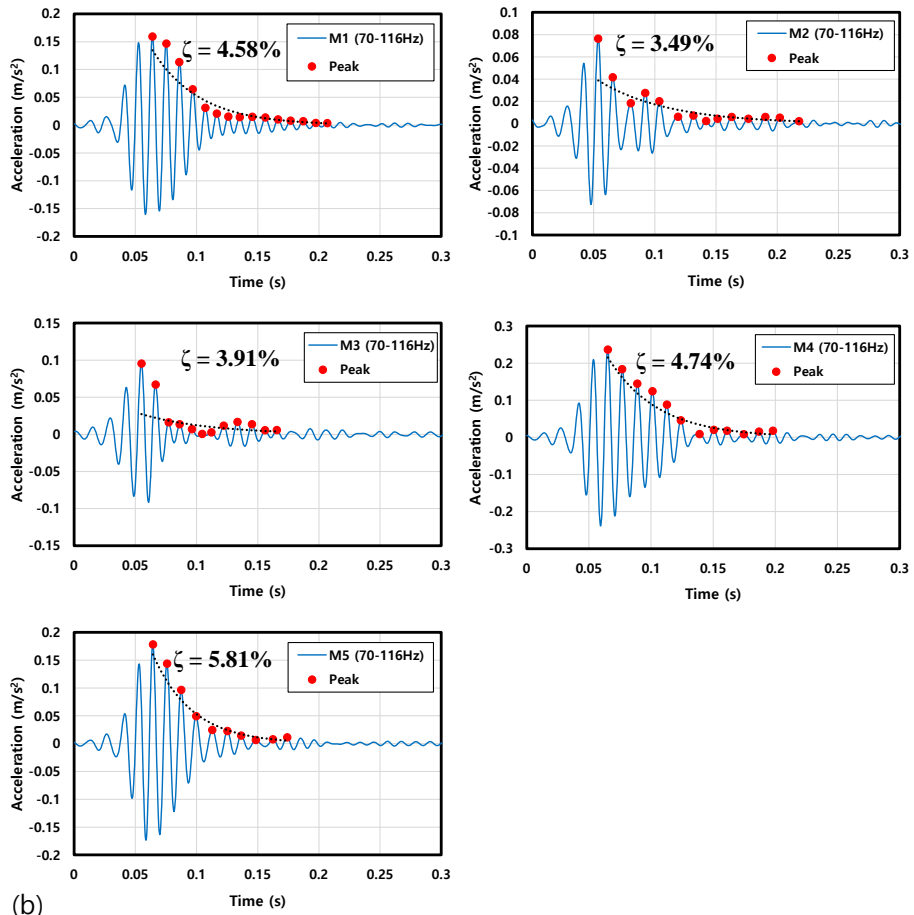 0.2
0.15
0.1
0.05
0
-0.05
-0.1
-0.15
-0.2
Acceleration (m/s²)
ζ = 4.58%
M1 (70-116Hz)
Peak
0 0.05 0.1 0.15 0.2 0.25 0.3
Time (s)
0.1
0.08
0.06
0.04
0.02
0
-0.02
-0.04
-0.06
-0.08
-0.1
Acceleration (m/s²)
ζ = 3.49%
M2 (70-116Hz)
Peak
0 0.05 0.1 0.15 0.2 0.25 0.3
Time (s)
0.15
0.1
0.05
0
-0.05
-0.1
-0.15
Acceleration (m/s²)
ζ = 3.91%
M3 (70-116Hz)
Peak
0 0.05 0.1 0.15 0.2 0.25 0.3
Time (s)
0.3
0.2
0.1
0
-0.1
-0.2
-0.3
Acceleration (m/s²)
ζ = 4.74%
M4 (70-116Hz)
Peak
0 0.05 0.1 0.15 0.2 0.25 0.3
Time (s)
0.2
0.15
0.1
0.05
0
-0.05
-0.1
-0.15
-0.2
Acceleration (m/s²)
ζ = 5.81%
M5 (70-116Hz)
Peak
0 0.05 0.1 0.15 0.2 0.25 0.3
Time (s)
(b)